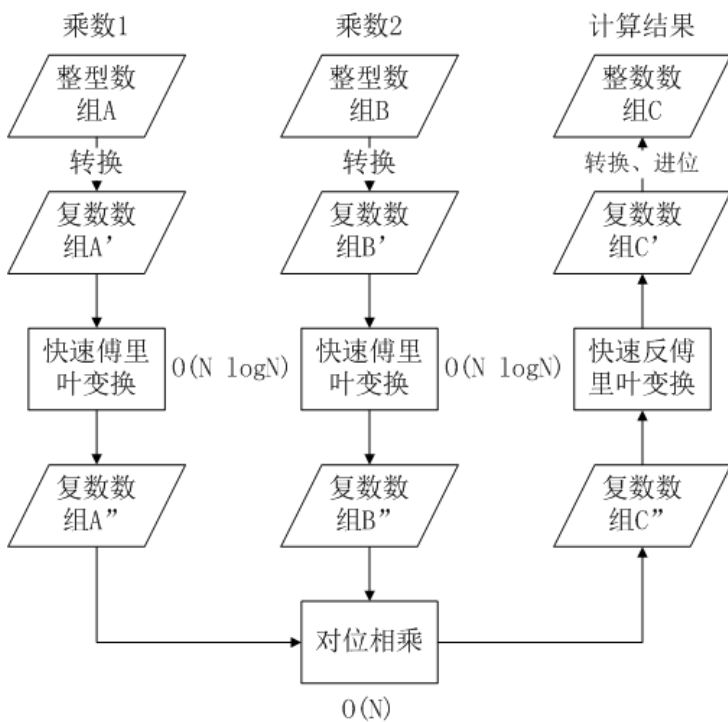 乘数1
乘数2
计算结果
整型数
组A
整型数
组B
整数数
组C
转换
转换
转换、进位
复数数
组A’
复数数
组B’
复数数
组C’
快速傅里
叶变换
O(N logN)
快速傅里
叶变换
O(N logN)
快速反傅
里叶变换
复数数
组A”
复数数
组B”
复数数
组C”
对位相乘
O(N)